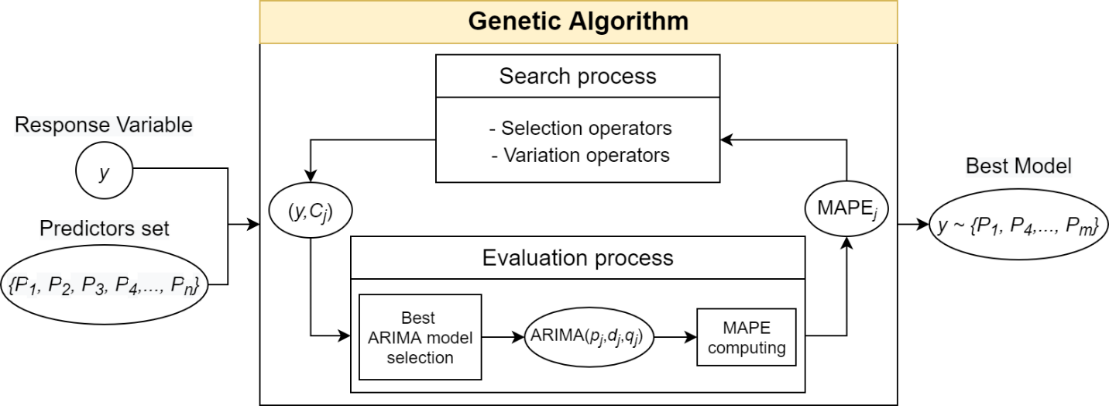 Genetic Algorithm
Search process
- Selection operators
- Variation operators
Response Variable
y
Predictors set
{P1, P2, P3, P4,..., Pn}
(y,Cj)
MAPEj
Evaluation process
Best
ARIMA model
selection
ARIMA(pj,dj,qj)
MAPE
computing
Best Model
y ~ {P1, P4,..., Pm}